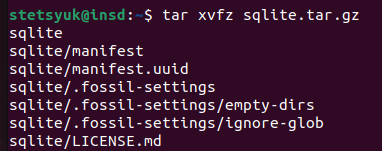 stetsyuk@insd:~$ tar xvfz sqlite.tar.gz
sqlite
sqlite/manifest
sqlite/manifest.uuid
sqlite/.fossil-settings
sqlite/.fossil-settings/empty-dirs
sqlite/.fossil-settings/ignore-glob
sqlite/LICENSE.md